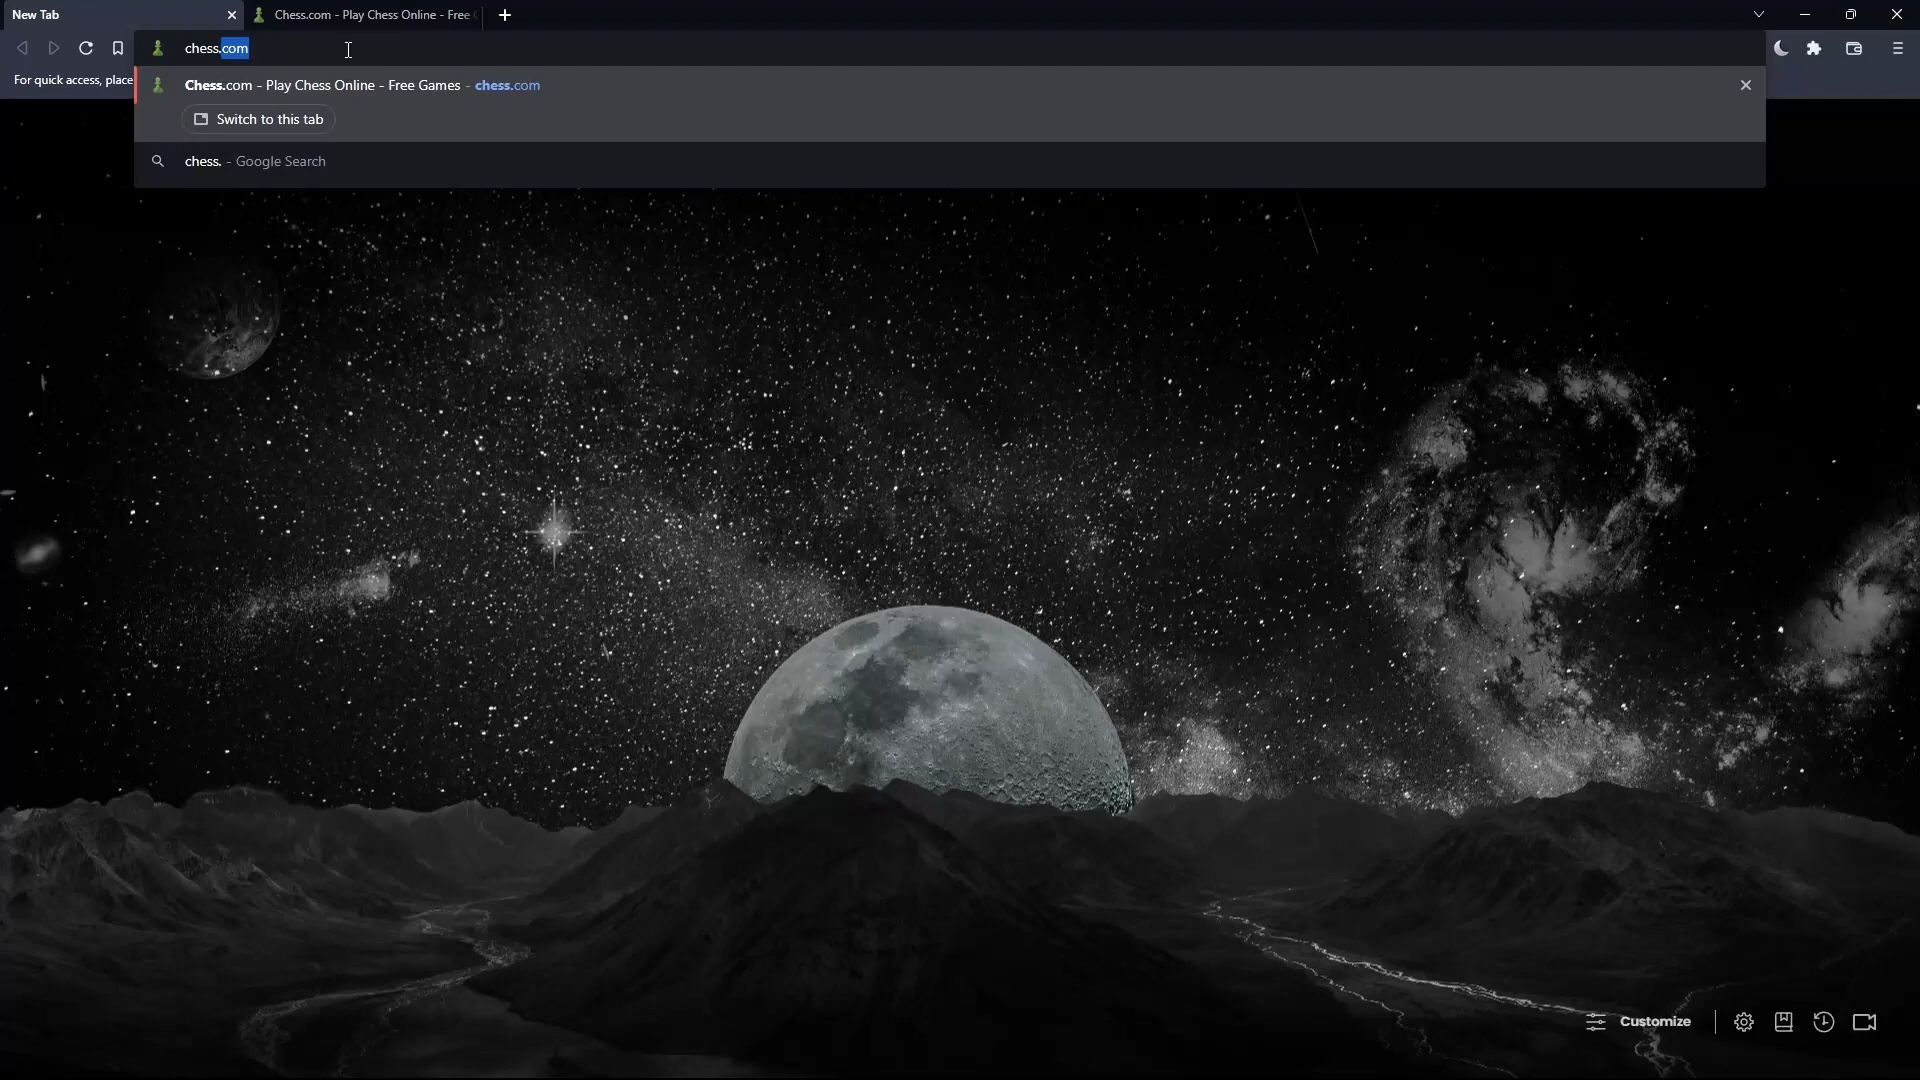 New Tab
Chess.com - Play Chess Online - Free
chess.com
For quick access, place
Chess.com - Play Chess Online - Free Games - chess.com
Switch to this tab
chess. - Google Search
Customize